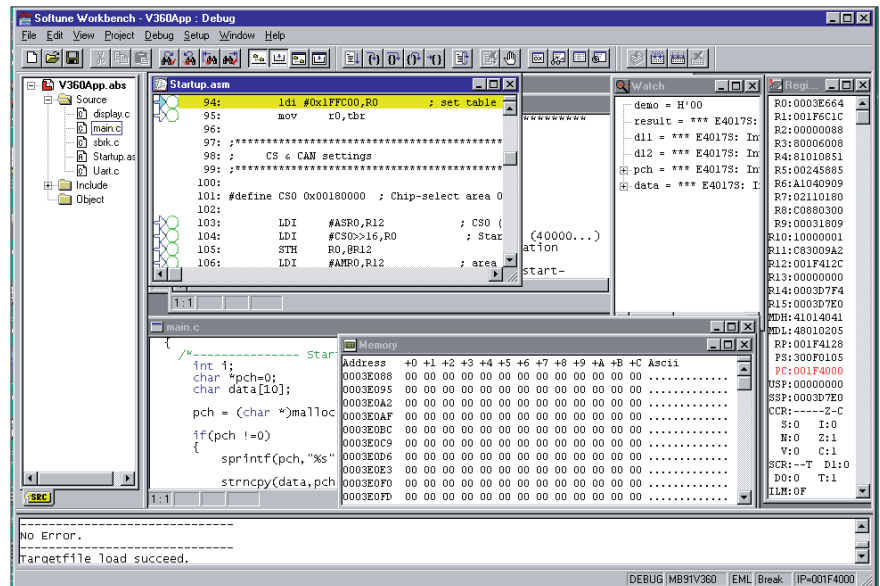 Softune Workbench - V360App : Debug
File Edit View Project Debug Setup Window Help
V360App.abs
Source
display.c
main.c
sbrk.c
Startup.as
Uart.c
Include
Object
SRC
Startup.asm
94: ldi #0x1FFC00,R0 ; set table
95: mov r0,tbr
96:
97: ;************************************
98: ; CS & CAN settings
99: ;************************************
100:
101: #define CS0 0x00180000 ; Chip-select area 0
102:
103: LDI #ASR0,R12 ; CS0 (
104: LDI #CS0>>16,R0 ; Star
105: STH R0,@R12
106: LDI #AMR0,R12 ; area
*********
(40000...)
ation
start-
1:1
Watch
demo = H'00
result = *** E4017S:
dl1 = *** E4017S: In
dl2 = *** E4017S: In
pch = *** E4017S: In
data = *** E4017S: I
Regi...
R0:0003E664
R1:001F6C1C
R2:00000088
R3:80006008
R4:81010851
R5:00245885
R6:A1040909
R7:02110180
R8:C0880300
R9:00031809
R10:10000001
R11:C83009A2
R12:001F412C
R13:00000000
R14:0003D7F4
R15:0003D7E0
MDH:41014041
MDL:48010205
RP:001F4128
PS:300F0105
PC:001F4000
USP:00000000
SSP:0003D7E0
CCR:-----Z-C
S:0 I:0
N:0 Z:1
V:0 C:1
SCR:--T D1:0
D0:0 T:1
ILM:0F
main.c
{
/*--------------- Star
int i;
char *pch=0;
char data[10];
pch = (char *)malloc
if(pch !=0)
{
sprintf(pch,"%s"
strncpy(data,pch
1:1
Memory
Address +0 +1 +2 +3 +4 +5 +6 +7 +8 +9 +A +B +C Ascii
0003E088 00 00 00 00 00 00 00 00 00 00 00 00 00 .............
0003E095 00 00 00 00 00 00 00 00 00 00 00 00 00 .............
0003E0A2 00 00 00 00 00 00 00 00 00 00 00 00 00 .............
0003E0AF 00 00 00 00 00 00 00 00 00 00 00 00 00 .............
0003E0BC 00 00 00 00 00 00 00 00 00 00 00 00 00 .............
0003E0C9 00 00 00 00 00 00 00 00 00 00 00 00 00 .............
0003E0D6 00 00 00 00 00 00 00 00 00 00 00 00 00 .............
0003E0E3 00 00 00 00 00 00 00 00 00 00 00 00 00 .............
0003E0F0 00 00 00 00 00 00 00 00 00 00 00 00 00 .............
0003E0FD 00 00 00 00 00 00 00 00 00 00 00 00 00 .............
------------------------------
No Error.
------------------------------
Targetfile load succeed.
DEBUG MB91V360 EML Break IP=001F4000